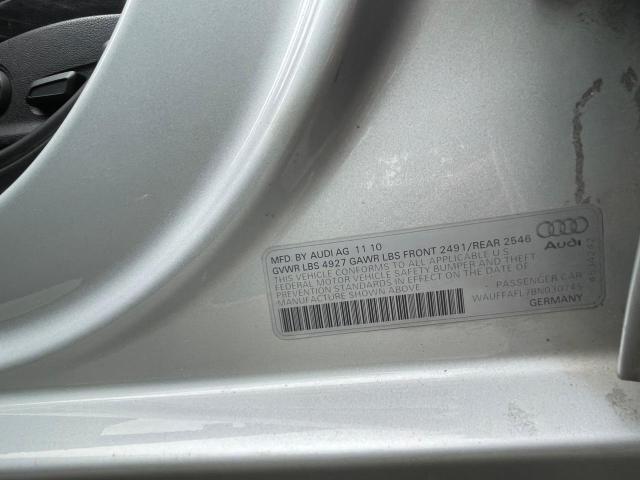 MFD. BY AUDI AG 11 10
GVWR LBS 4927 GAWR LBS FRONT 2491/REAR 2546
THIS VEHICLE CONFORMS TO ALL APPLICABLE U.S.
FEDERAL MOTOR VEHICLE SAFETY BUMPER AND THEFT
PREVENTION STANDARDS IN EFFECT ON THE DATE OF
MANUFACTURE SHOWN ABOVE.
PASSENGER CAR
WAUFFAFL7BN030745
GERMANY
Audi